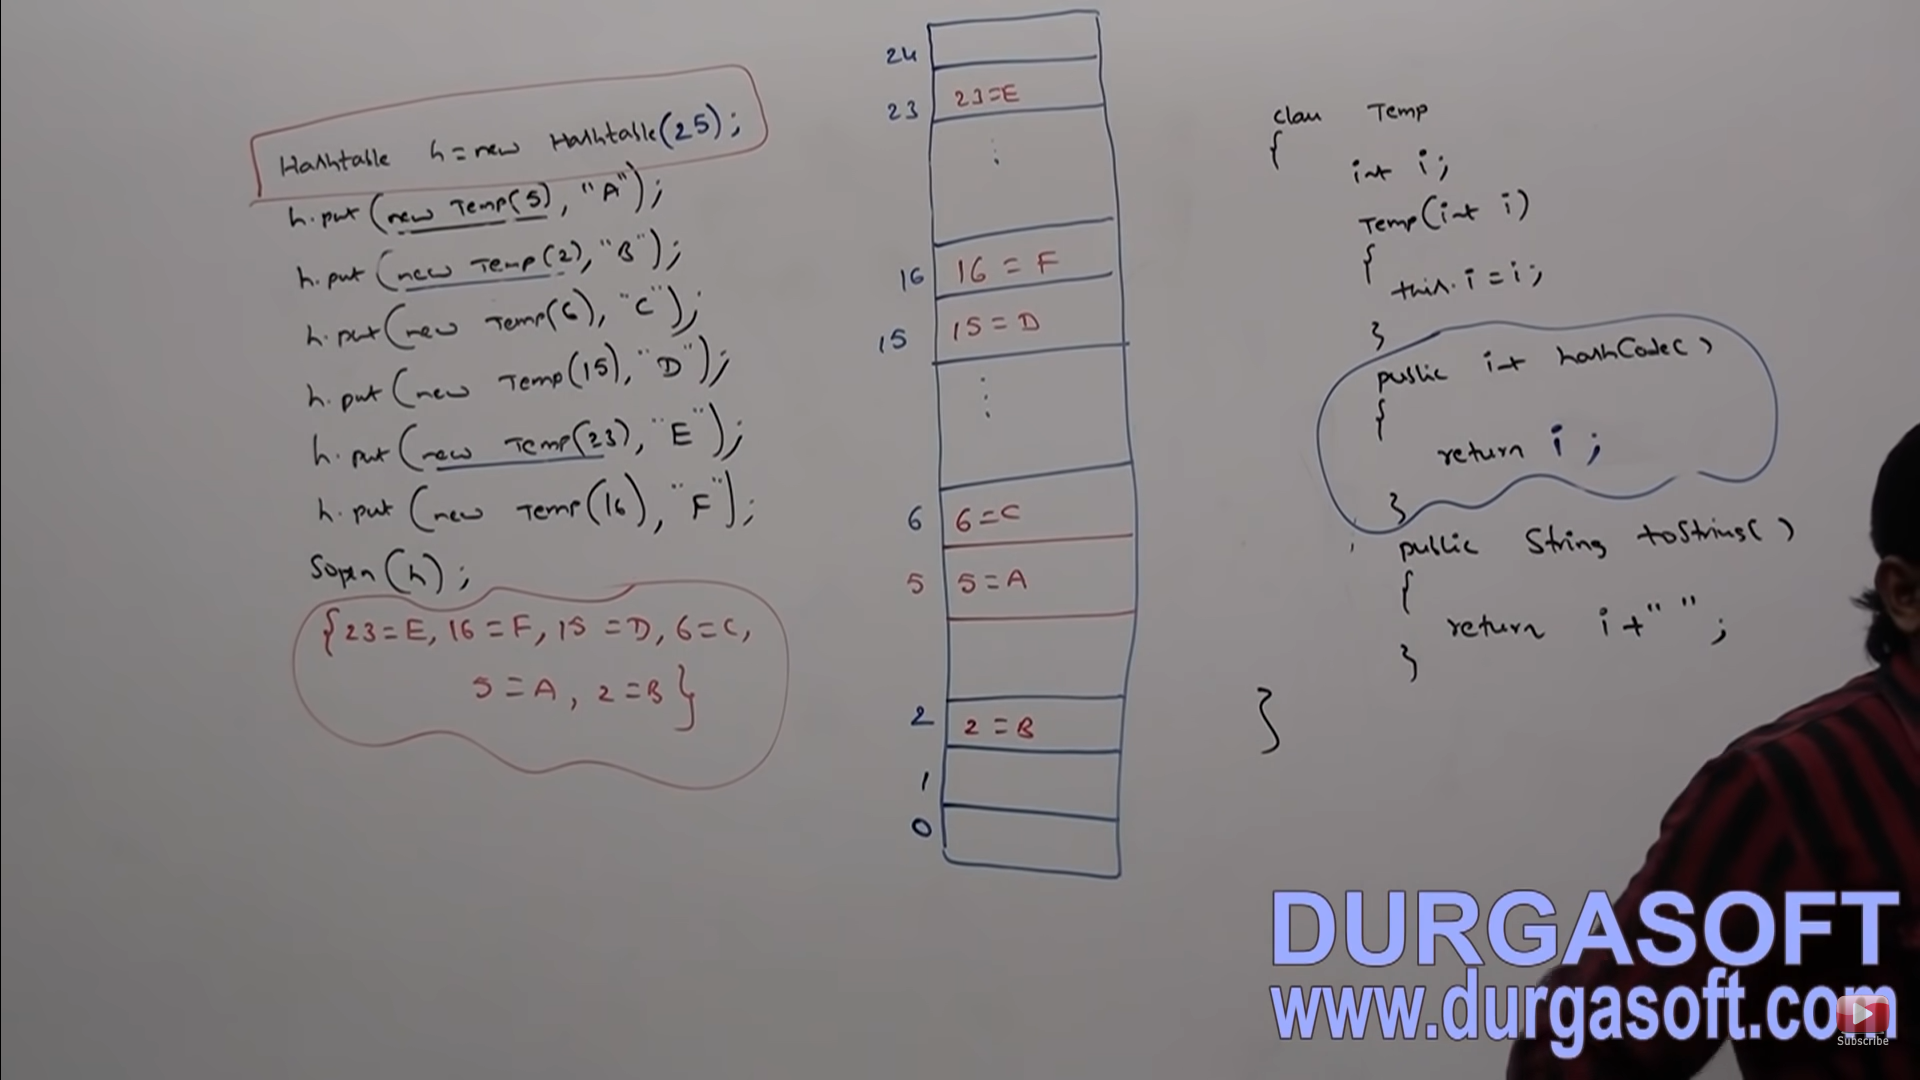 Hashtable h = new Hashtable(25);
h.put(new Temp(5), "A");
h.put(new Temp(2), "B");
h.put(new Temp(6), "C");
h.put(new Temp(15), "D");
h.put(new Temp(23), "E");
h.put(new Temp(16), "F");
Sopln(h);
{23=E, 16=F, 15=D, 6=C,
5=A, 2=B}
24
23 23=E
16 16=F
15 15=D
6 6=C
5 5=A
2 2=B
1
0
class Temp
{
int i;
Temp(int i)
{
this.i=i;
}
public int hashCode()
{
return i;
}
public String toString()
{
return i+"";
}
}
DURGASOFT
www.durgasoft.com
Subscribe